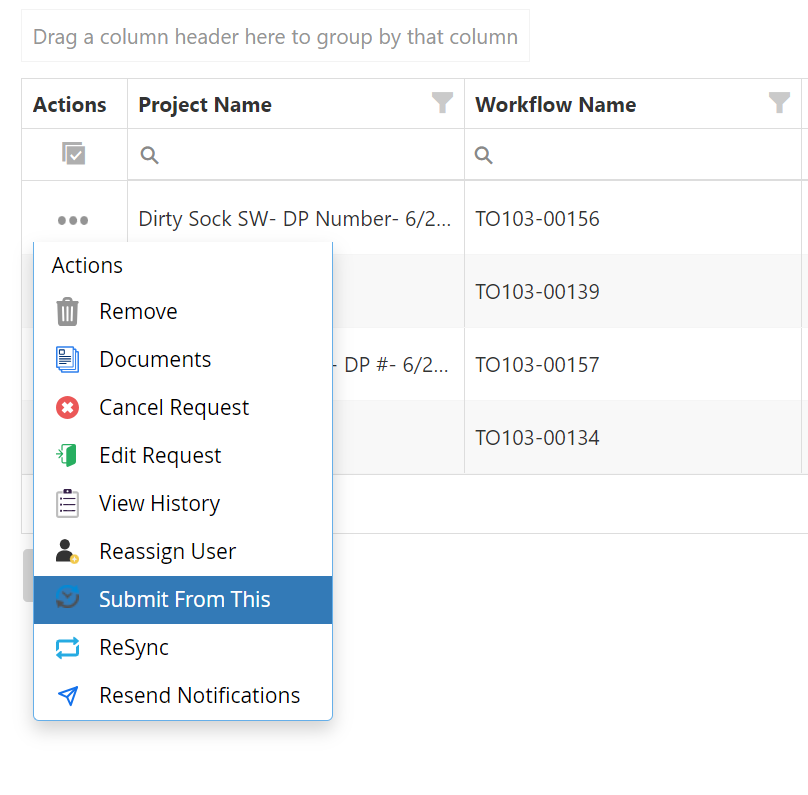 Drag a column header here to group by that column
Actions Project Name Workflow Name
Dirty Sock SW- DP Number- 6/2... TO103-00156
Actions
Remove
TO103-00139
Documents
- DP #- 6/2... TO103-00157
Cancel Request
TO103-00134
Edit Request
View History
Reassign User
Submit From This
ReSync
Resend Notifications